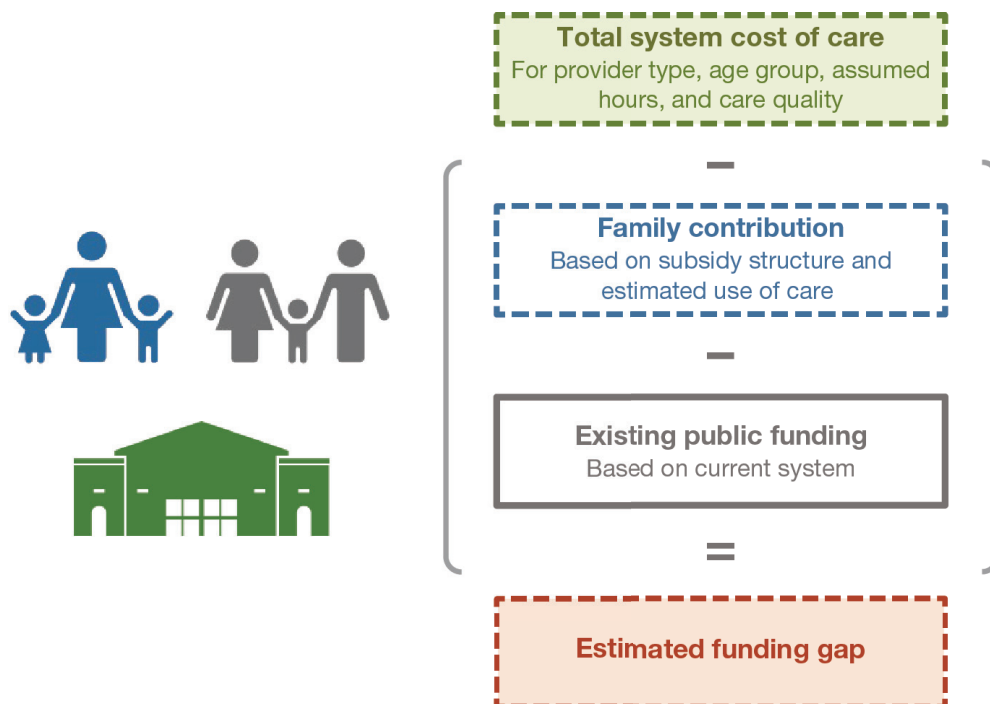 Total system cost of care
For provider type, age group, assumed
hours, and care quality
–
Family contribution
Based on subsidy structure and
estimated use of care
–
Existing public funding
Based on current system
=
Estimated funding gap